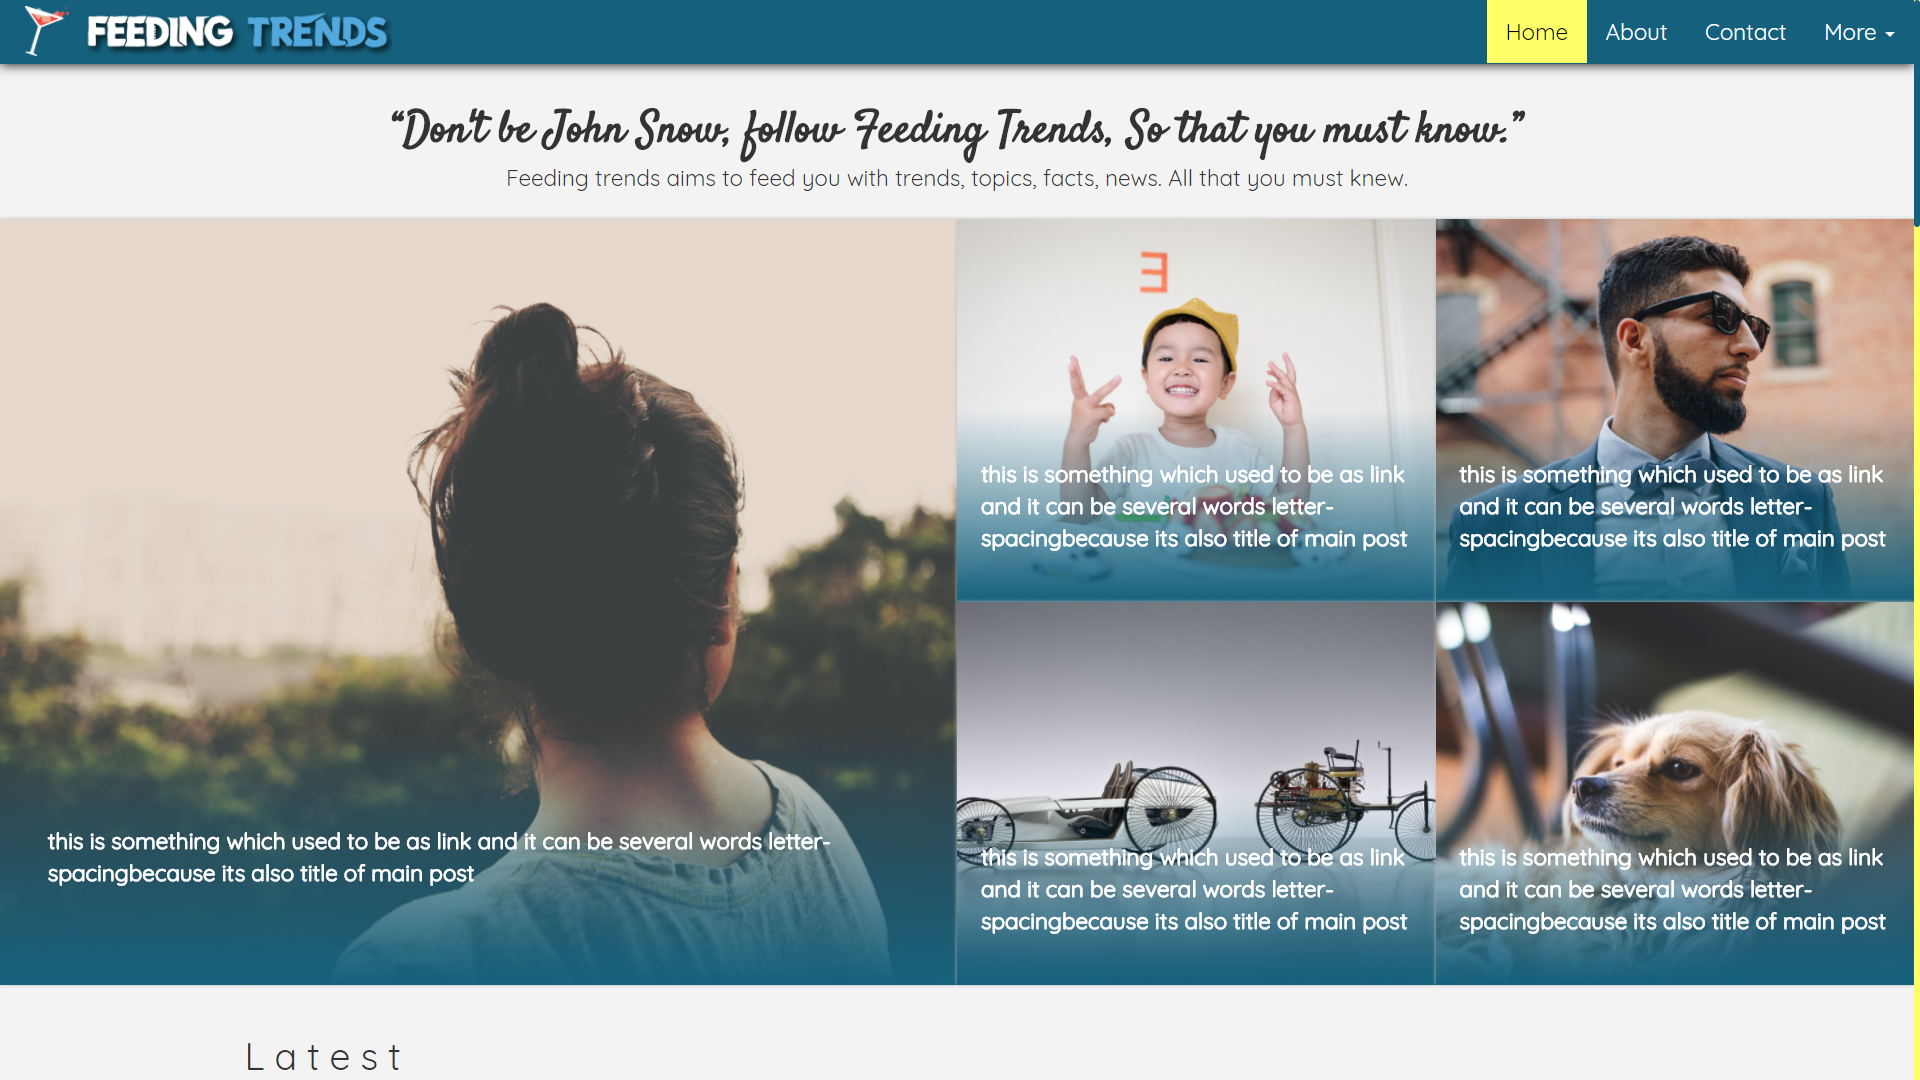 FEEDING TRENDS
Home About Contact More
“Don't be John Snow, follow Feeding Trends, So that you must know.”
Feeding trends aims to feed you with trends, topics, facts, news. All that you must knew.
this is something which used to be as link
and it can be several words letter-
spacingbecause its also title of main post
this is something which used to be as link
and it can be several words letter-
spacingbecause its also title of main post
this is something which used to be as link and it can be several words letter-
spacingbecause its also title of main post
this is something which used to be as link
and it can be several words letter-
spacingbecause its also title of main post
this is something which used to be as link
and it can be several words letter-
spacingbecause its also title of main post
Latest